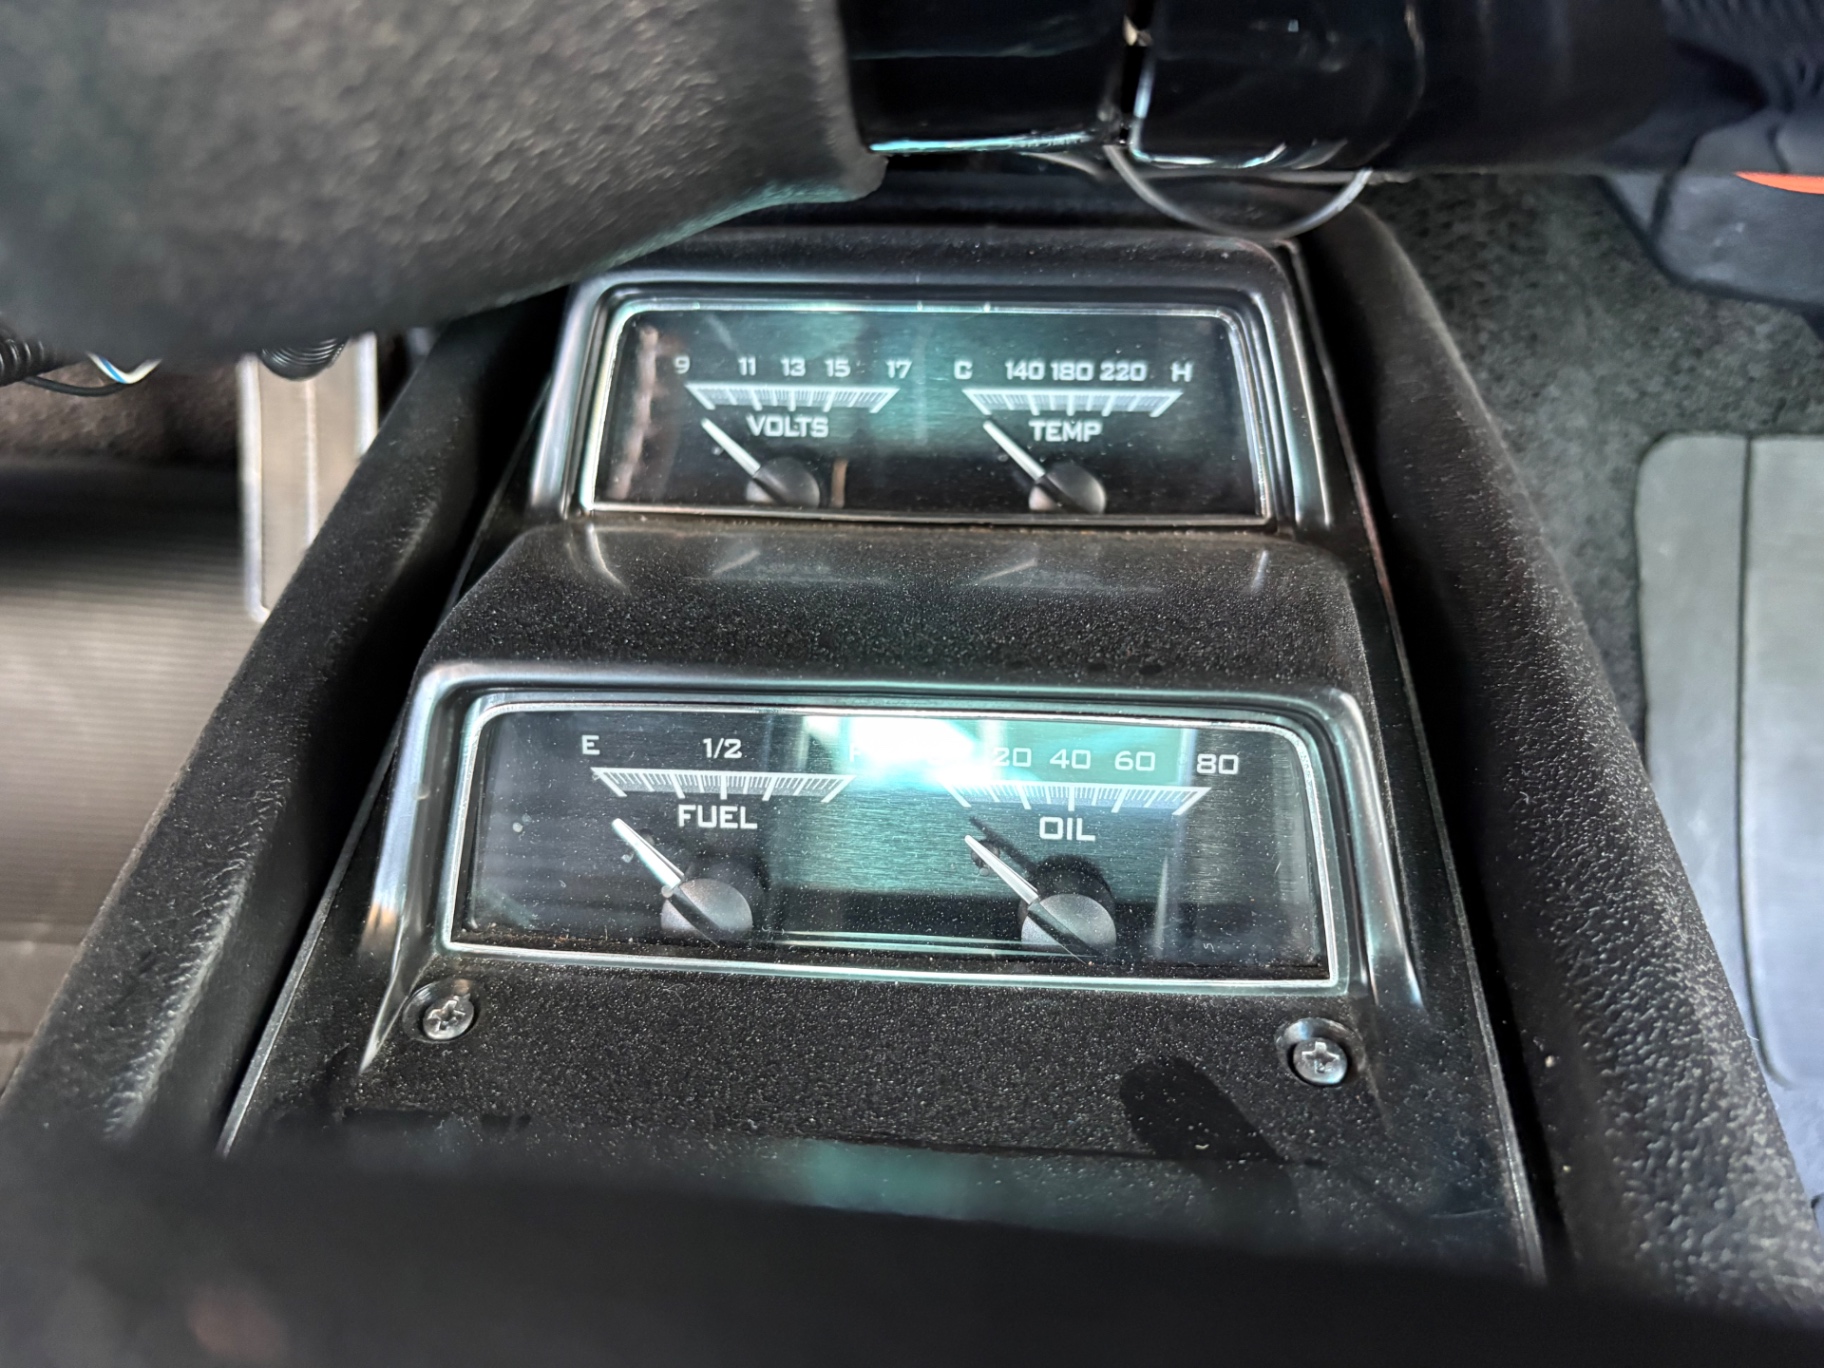 9 11 13 15 17
VOLTS
C 140 180 220 H
TEMP
E 1/2
FUEL
20 40 60 80
OIL